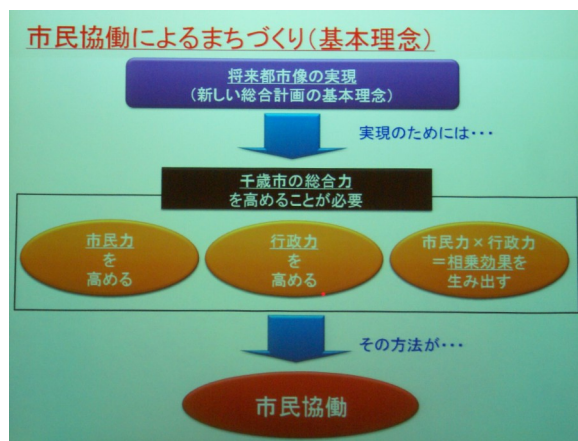 市民協働によるまちづくり(基本理念)
将来都市像の実現
(新しい総合計画の基本理念)
実現のためには・・・
千歳市の総合力
を高めることが必要
市民力
を
高める
行政力
を
高める
市民力×行政力
＝相乗効果を
生み出す
その方法が・・・
市民協働